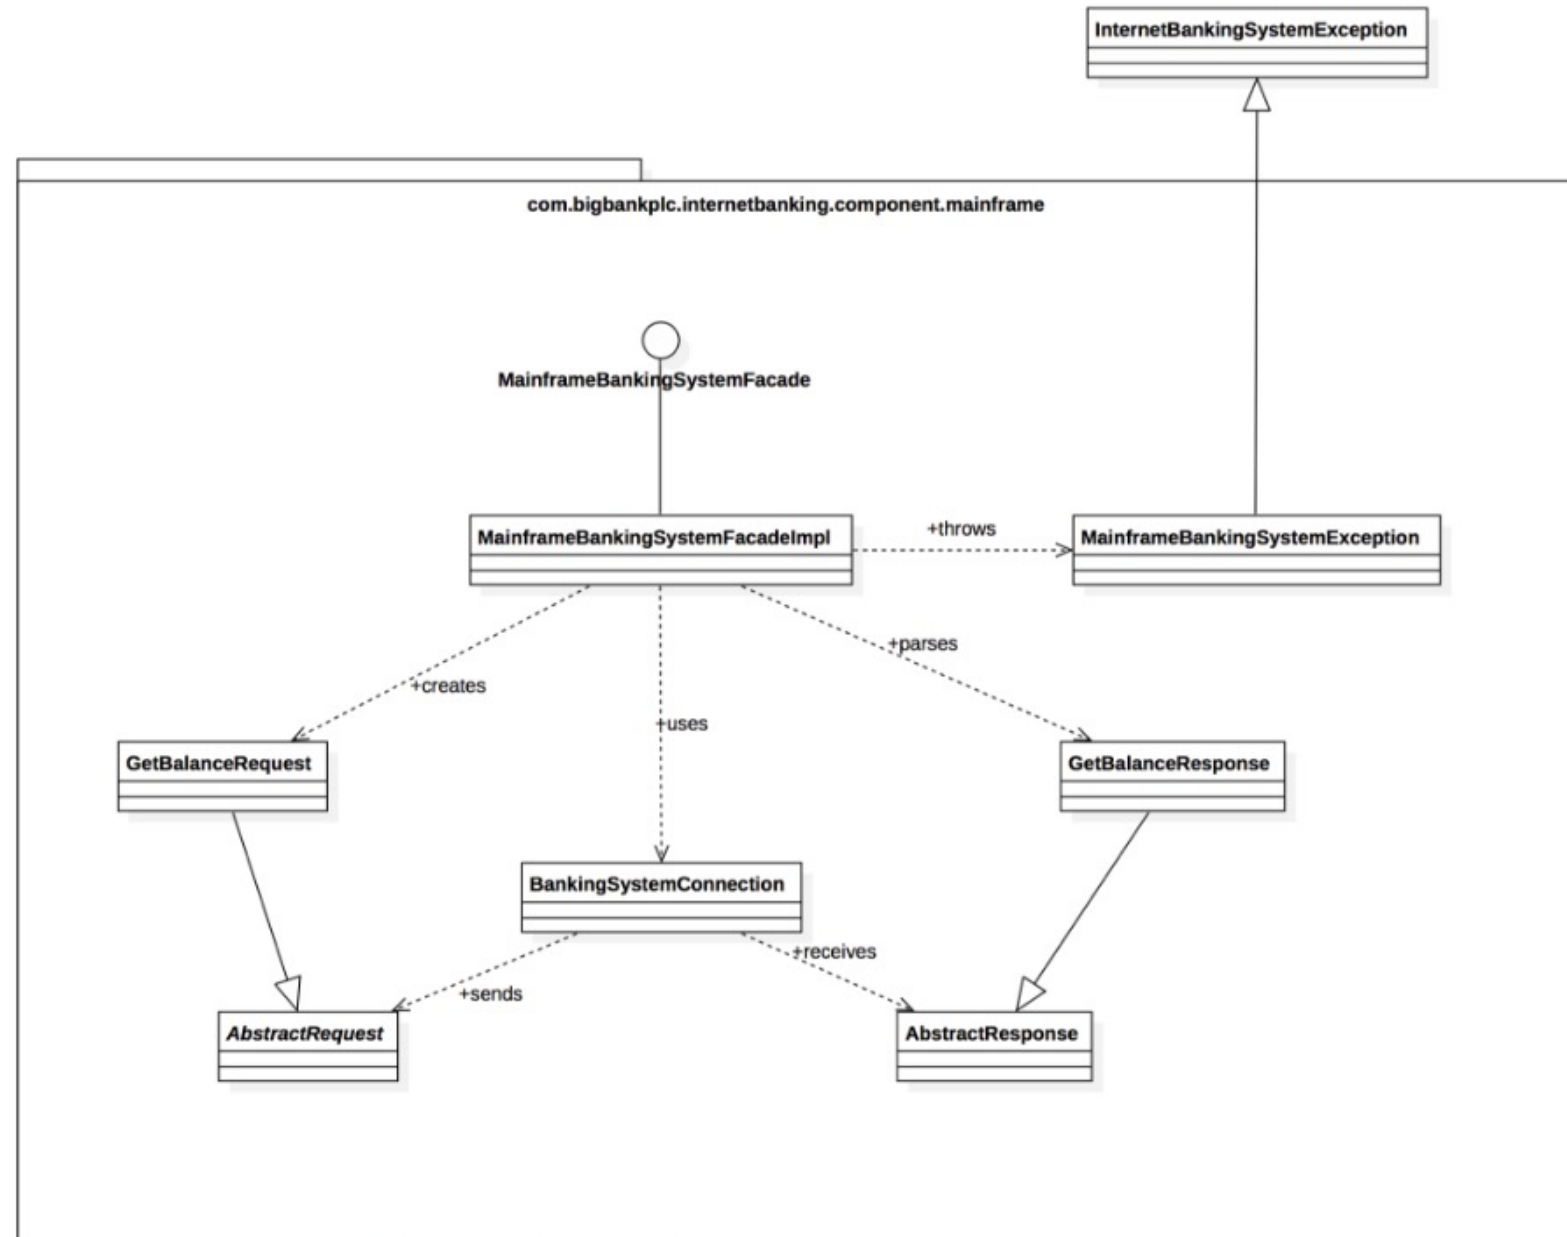 InternetBankingSystemException
com.bigbankplc.internetbanking.component.mainframe
MainframeBankingSystemFacade
MainframeBankingSystemFacadeImpl
+throws
MainframeBankingSystemException
+parses
+creates
+uses
GetBalanceRequest
GetBalanceResponse
BankingSystemConnection
+receives
+sends
AbstractRequest
AbstractResponse